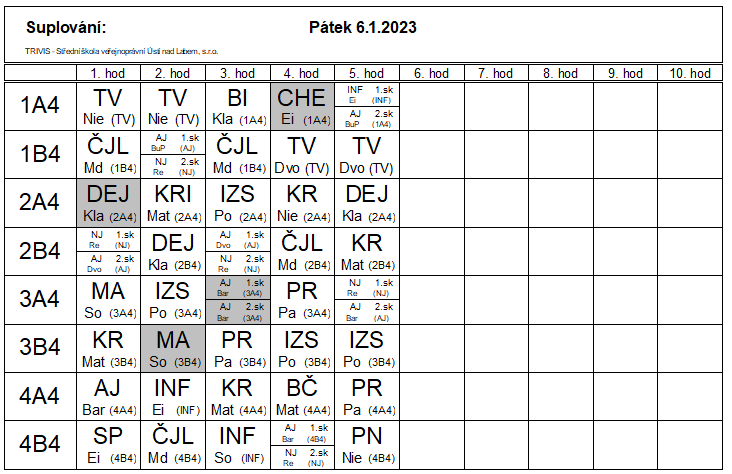 Suplování: Pátek 6.1.2023
TRIVIS - Střední škola veřejnoprávní Ústí nad Labem, s.r.o.
1. hod 2. hod 3. hod 4. hod 5. hod 6. hod 7. hod 8. hod 9. hod 10. hod
1A4
TV
Nie (TV)
TV
Nie (TV)
BI
Kla (1A4)
CHE
Ei (1A4)
INF 1.sk
Ei (INF)
AJ 2.sk
BuP (1A4)
1B4
ČJL
Md (1B4)
AJ 1.sk
BuP (AJ)
NJ 2.sk
Re (NJ)
ČJL
Md (1B4)
TV
Dvo (TV)
TV
Dvo (TV)
2A4
DEJ
Kla (2A4)
KRI
Mat (2A4)
IZS
Po (2A4)
KR
Nie (2A4)
DEJ
Kla (2A4)
2B4
NJ 1.sk
Re (NJ)
AJ 2.sk
Dvo (AJ)
DEJ
Kla (2B4)
AJ 1.sk
Dvo (AJ)
NJ 2.sk
Re (NJ)
ČJL
Md (2B4)
KR
Mat (2B4)
3A4
MA
So (3A4)
IZS
Po (3A4)
AJ 1.sk
Bar (3A4)
AJ 2.sk
Bar (3A4)
PR
Pa (3A4)
NJ 1.sk
Re (NJ)
AJ 2.sk
Bar (AJ)
3B4
KR
Mat (3B4)
MA
So (3B4)
PR
Pa (3B4)
IZS
Po (3B4)
IZS
Po (3B4)
4A4
AJ
Bar (4A4)
INF
Ei (INF)
KR
Mat (4A4)
BČ
Mat (4A4)
PR
Pa (4A4)
4B4
SP
Ei (4B4)
ČJL
Md (4B4)
INF
So (INF)
AJ 1.sk
Bar (4B4)
NJ 2.sk
Re (NJ)
PN
Nie (4B4)